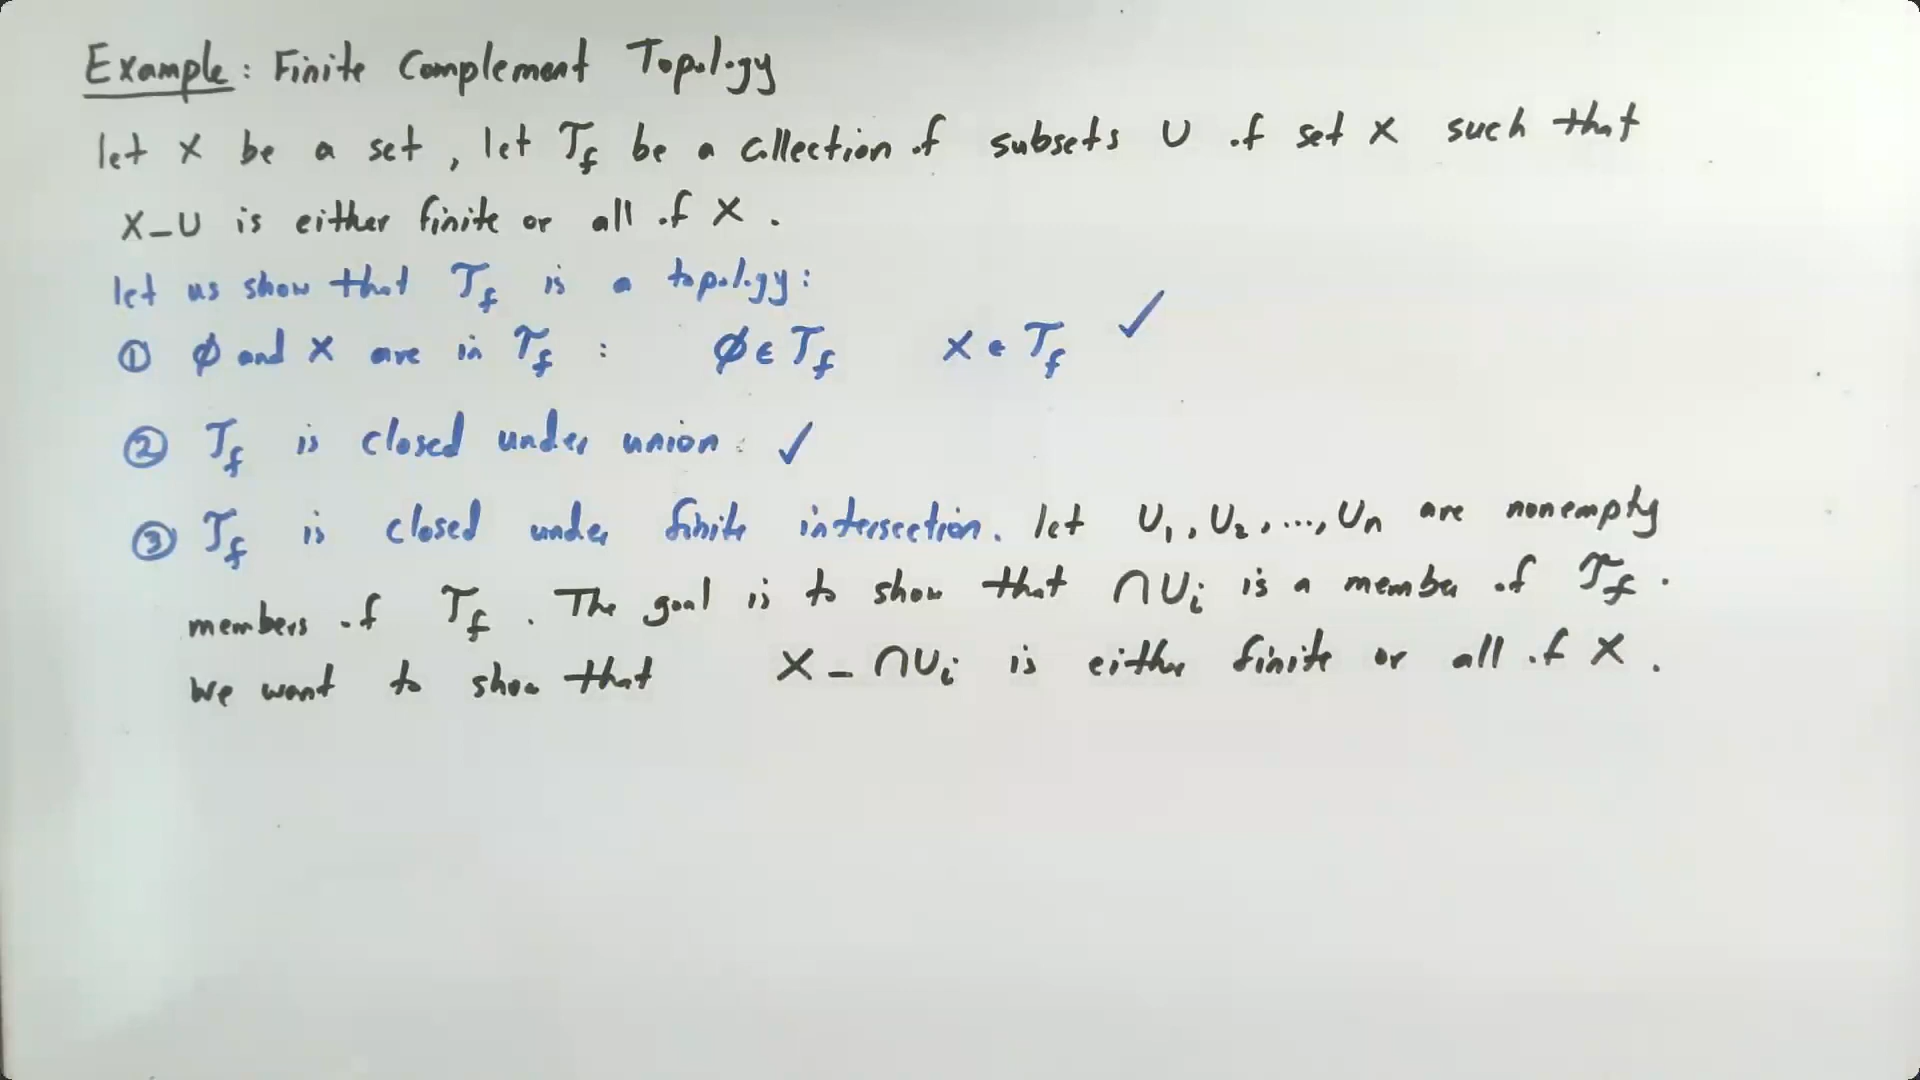 Example: Finite Complement Topology
let X be a set, let T_f be a collection of subsets U of set X such that
X-U is either finite or all of X.
let us show that T_f is a topology:
① ∅ and X are in T_f : ∅ ∈ T_f X ∈ T_f ✓
② T_f is closed under union: ✓
③ T_f is closed under finite intersection. let U₁, U₂, ..., Uₙ are nonempty
members of T_f. The goal is to show that ∩Uᵢ is a member of T_f.
We want to show that X - ∩Uᵢ is either finite or all of X.